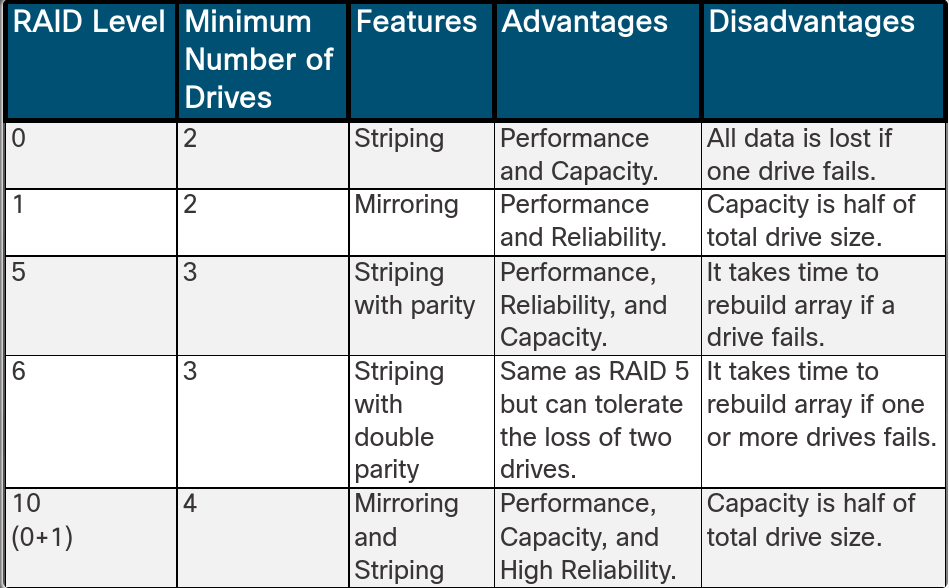 RAID Level
Minimum
Number of
Drives
Features
Advantages
Disadvantages
0
2
Striping
Performance
and Capacity.
All data is lost if
one drive fails.
1
2
Mirroring
Performance
and Reliability.
Capacity is half of
total drive size.
5
3
Striping
with parity
Performance,
Reliability, and
Capacity.
It takes time to
rebuild array if a
drive fails.
6
3
Striping
with
double
parity
Same as RAID 5
but can tolerate
the loss of two
drives.
It takes time to
rebuild array if one
or more drives fails.
10
(0+1)
4
Mirroring
and
Striping
Performance,
Capacity, and
High Reliability.
Capacity is half of
total drive size.